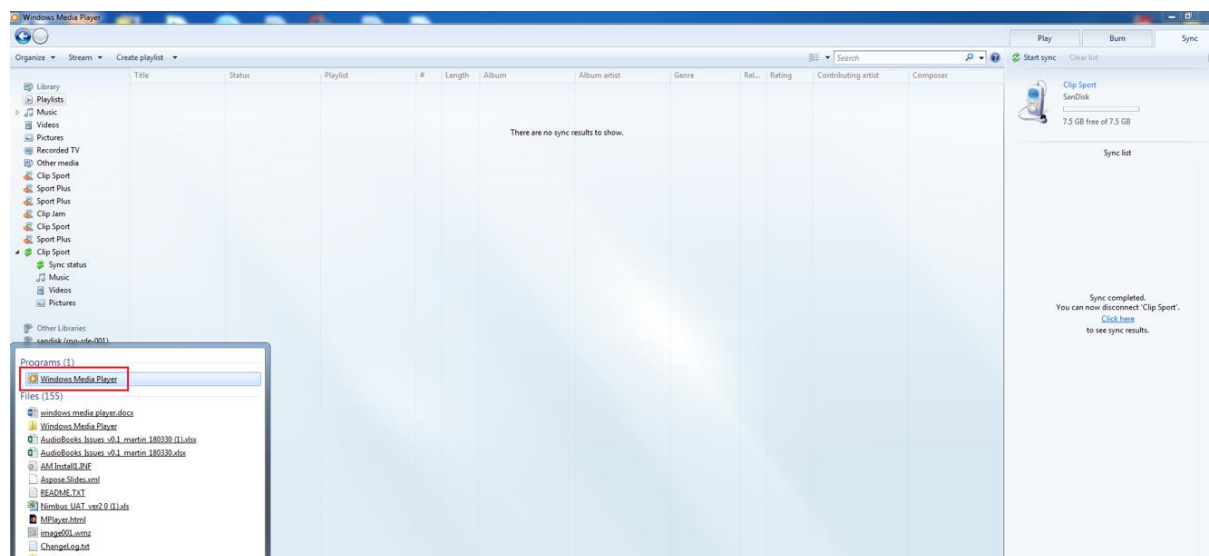 Windows Media Player
Play Burn Sync
Organize Stream Create playlist Search Start sync Clear list
Title Status Playlist # Length Album Album artist Genre Rel... Rating Contributing artist Composer
Library
Playlists
Music
Videos
Pictures
Recorded TV
Other media
Clip Sport
Sport Plus
Sport Plus
Clip Jam
Clip Sport
Sport Plus
Clip Sport
Sync status
Music
Videos
Pictures
Other Libraries
sandisk (mq-rde-001)
There are no sync results to show.
Clip Sport
SanDisk
7.5 GB free of 7.5 GB
Sync list
Sync completed.
You can now disconnect 'Clip Sport'.
Click here
to see sync results.
Programs (1)
Windows Media Player
Files (155)
windows media player.docx
Windows Media Player
AudioBooks Issues v0.1 martin 180330 (1).xlsx
AudioBooks Issues v0.1 martin 180330.xlsx
AM Install1.INF
Aspose.Slides.xml
README.TXT
Nimbus UAT ver2 0 (1).xls
MPlayer.html
image001.wmz
ChangeLog.txt